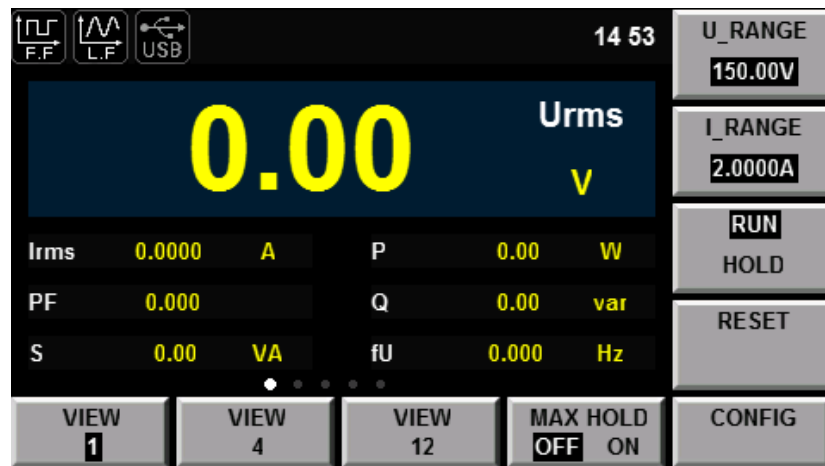 F.F L.F USB 14 53
U_RANGE
150.00V
0.00 Urms
V
I_RANGE
2.0000A
Irms 0.0000 A P 0.00 W
RUN
HOLD
PF 0.000 Q 0.00 var
RESET
S 0.00 VA fU 0.000 Hz
VIEW
1
VIEW
4
VIEW
12
MAX HOLD
OFF ON
CONFIG